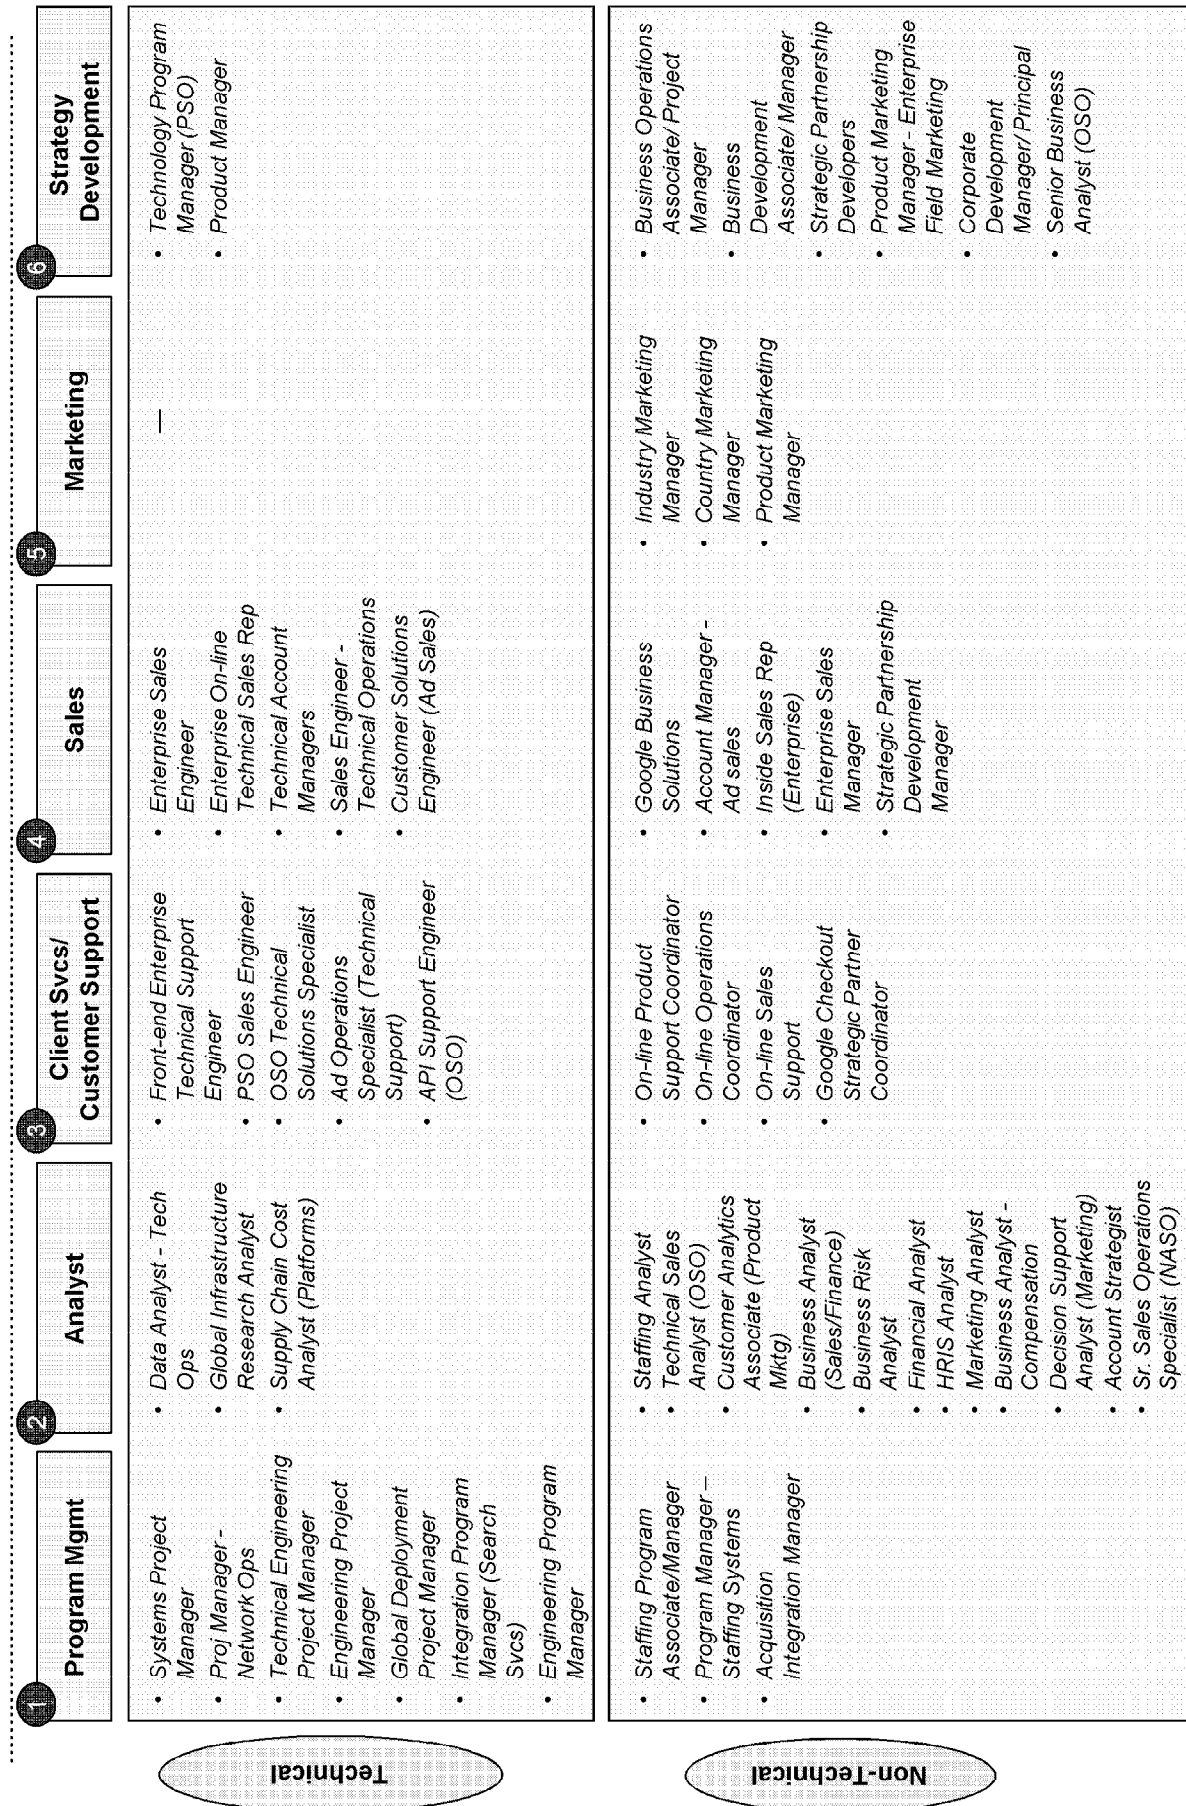 1
Program Mgmt
2
Analyst
3
Client Svcs/
Customer Support
4
Sales
5
Marketing
6
Strategy
Development
Technical
• Systems Project
Manager
• Proj Manager -
Network Ops
• Technical Engineering
Project Manager
• Engineering Project
Manager
• Global Deployment
Project Manager
• Integration Program
Manager (Search
Svcs)
• Engineering Program
Manager
• Data Analyst - Tech
Ops
• Global Infrastructure
Research Analyst
• Supply Chain Cost
Analyst (Platforms)
• Front-end Enterprise
Technical Support
Engineer
• PSO Sales Engineer
• OSO Technical
Solutions Specialist
• Ad Operations
Specialist (Technical
Support)
• API Support Engineer
(OSO)
• Enterprise Sales
Engineer
• Enterprise On-line
Technical Sales Rep
• Technical Account
Managers
• Sales Engineer -
Technical Operations
• Customer Solutions
Engineer (Ad Sales)
—
• Technology Program
Manager (PSO)
• Product Manager
Non-Technical
• Staffing Program
Associate/Manager
• Program Manager –
Staffing Systems
• Acquisition
Integration Manager
• Staffing Analyst
• Technical Sales
Analyst (OSO)
• Customer Analytics
Associate (Product
Mktg)
• Business Analyst
(Sales/Finance)
• Business Risk
Analyst
• Financial Analyst
• HRIS Analyst
• Marketing Analyst
• Business Analyst -
Compensation
• Decision Support
Analyst (Marketing)
• Account Strategist
• Sr. Sales Operations
Specialist (NASO)
• On-line Product
Support Coordinator
• On-line Operations
Coordinator
• On-line Sales
Support
• Google Checkout
Strategic Partner
Coordinator
• Google Business
Solutions
• Account Manager -
Ad sales
• Inside Sales Rep
(Enterprise)
• Enterprise Sales
Manager
• Strategic Partnership
Development
Manager
• Industry Marketing
Manager
• Country Marketing
Manager
• Product Marketing
Manager
• Business Operations
Associate/ Project
Manager
• Business
Development
Associate/ Manager
• Strategic Partnership
Developers
• Product Marketing
Manager - Enterprise
Field Marketing
• Corporate
Development
Manager/ Principal
• Senior Business
Analyst (OSO)